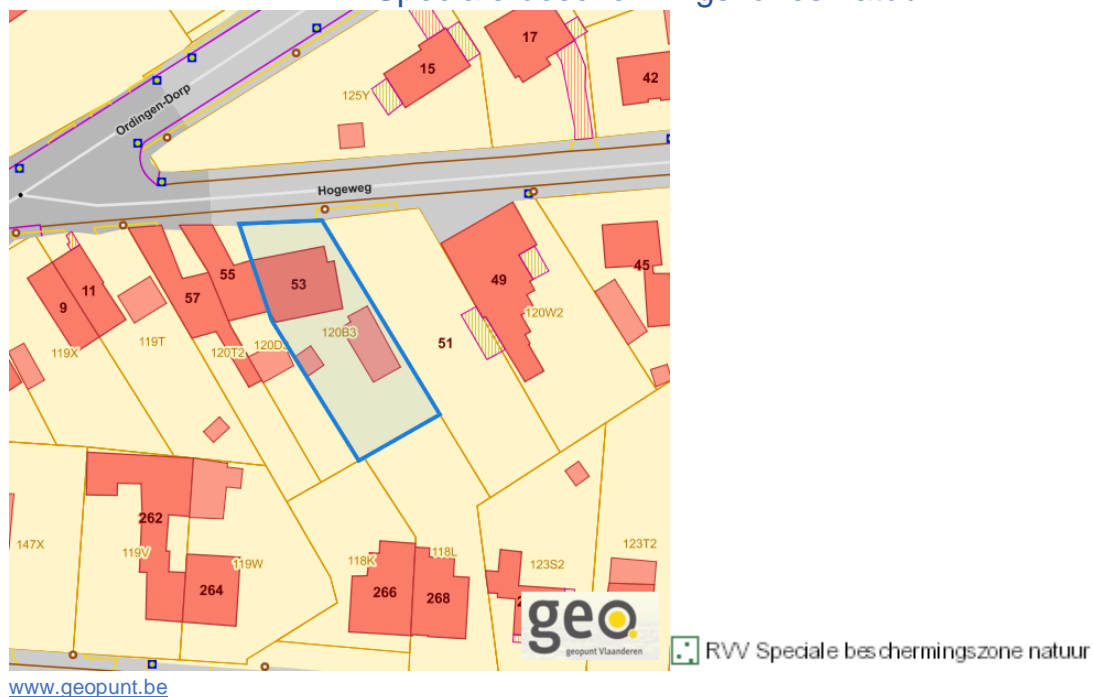 17
15
42
125Y
Ordingen-Dorp
Hogeweg
55
53
49
45
57
11
9
120W2
120B3
51
119X
119T
120T2
262
147X
119V
119W
264
118K
118L
266
268
123S2
123T2
geo
geopunt Vlaanderen
RVV Speciale beschermingszone natuur
www.geopunt.be